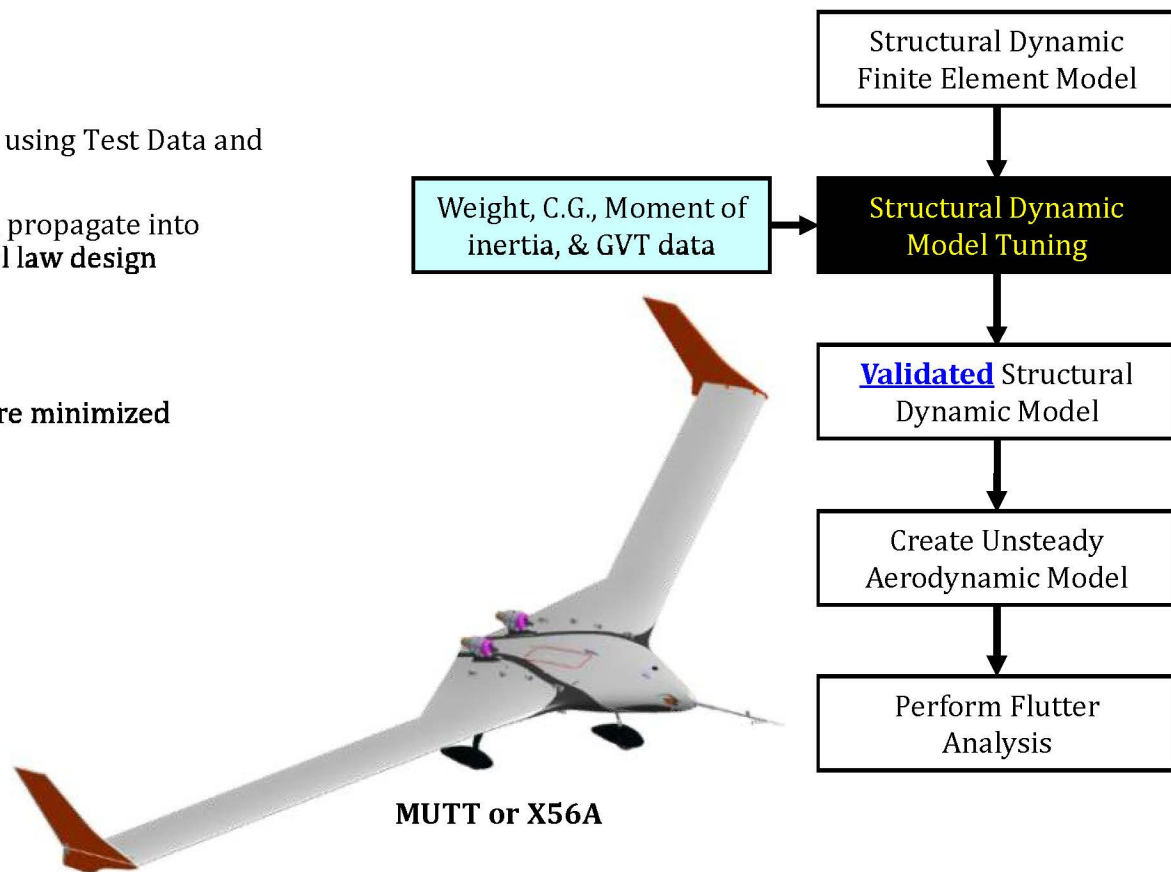 using Test Data and
propagate into
law design
minimized
Structural Dynamic
Finite Element Model
Weight, C.G., Moment of
inertia, & GVT data
Structural Dynamic
Model Tuning
Validated Structural
Dynamic Model
Create Unsteady
Aerodynamic Model
Perform Flutter
Analysis
MUTT or X56A